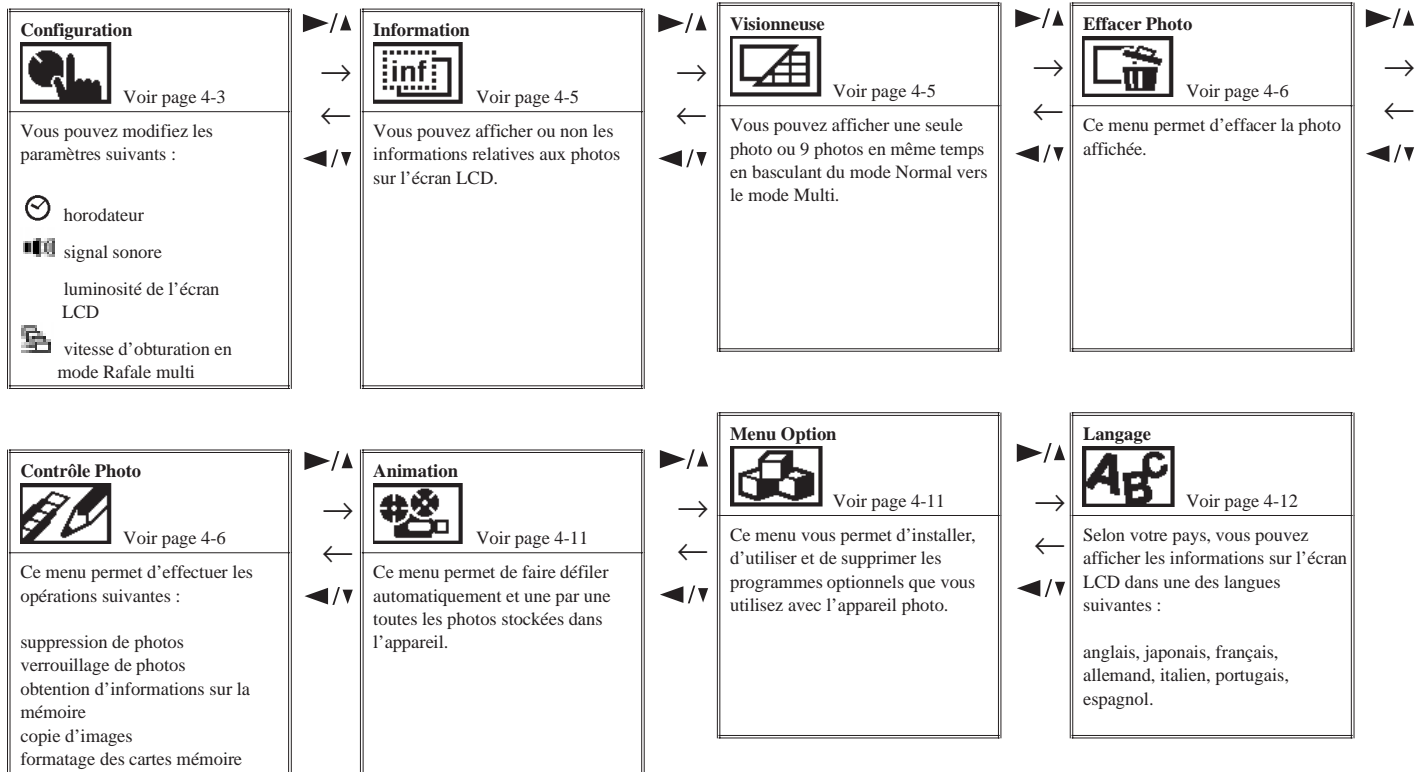 Configuration
Voir page 4-3
Vous pouvez modifiez les
paramètres suivants :
horodateur
signal sonore
luminosité de l’écran
LCD
vitesse d’obturation en
mode Rafale multi
Information
inf
Voir page 4-5
Vous pouvez afficher ou non les
informations relatives aux photos
sur l’écran LCD.
Visionneuse
Voir page 4-5
Vous pouvez afficher une seule
photo ou 9 photos en même temps
en basculant du mode Normal vers
le mode Multi.
Effacer Photo
Voir page 4-6
Ce menu permet d’effacer la photo
affichée.
Contrôle Photo
Voir page 4-6
Ce menu permet d’effectuer les
opérations suivantes :
suppression de photos
verrouillage de photos
obtention d’informations sur la
mémoire
copie d’images
formatage des cartes mémoire
Animation
Voir page 4-11
Ce menu permet de faire défiler
automatiquement et une par une
toutes les photos stockées dans
l’appareil.
Menu Option
Voir page 4-11
Ce menu vous permet d’installer,
d’utiliser et de supprimer les
programmes optionnels que vous
utilisez avec l’appareil photo.
Langage
ABC
Voir page 4-12
Selon votre pays, vous pouvez
afficher les informations sur l’écran
LCD dans une des langues
suivantes :
anglais, japonais, français,
allemand, italien, portugais,
espagnol.